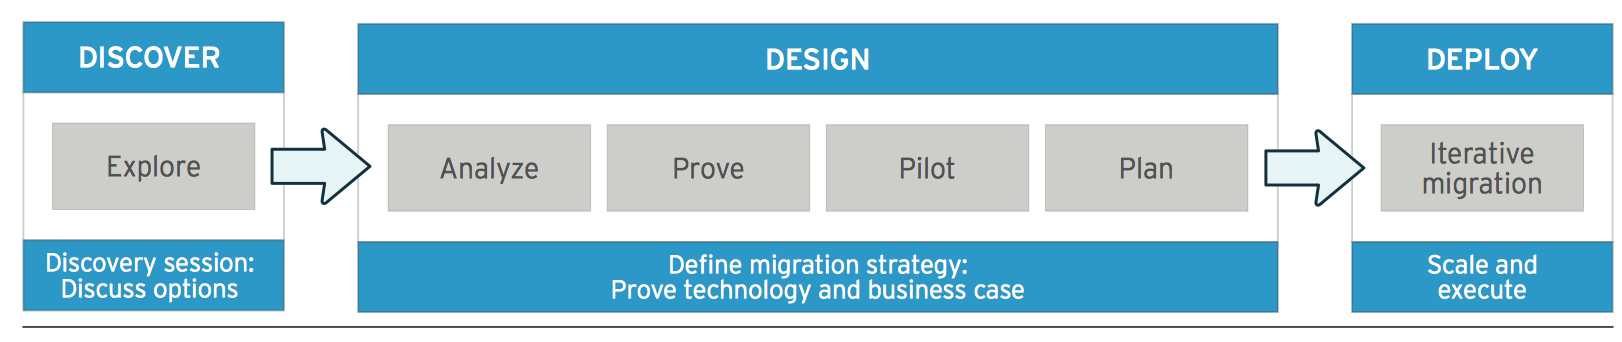 DISCOVER
Explore
Discovery session:
Discuss options
DESIGN
Analyze
Prove
Pilot
Plan
Define migration strategy:
Prove technology and business case
DEPLOY
Iterative
migration
Scale and
execute